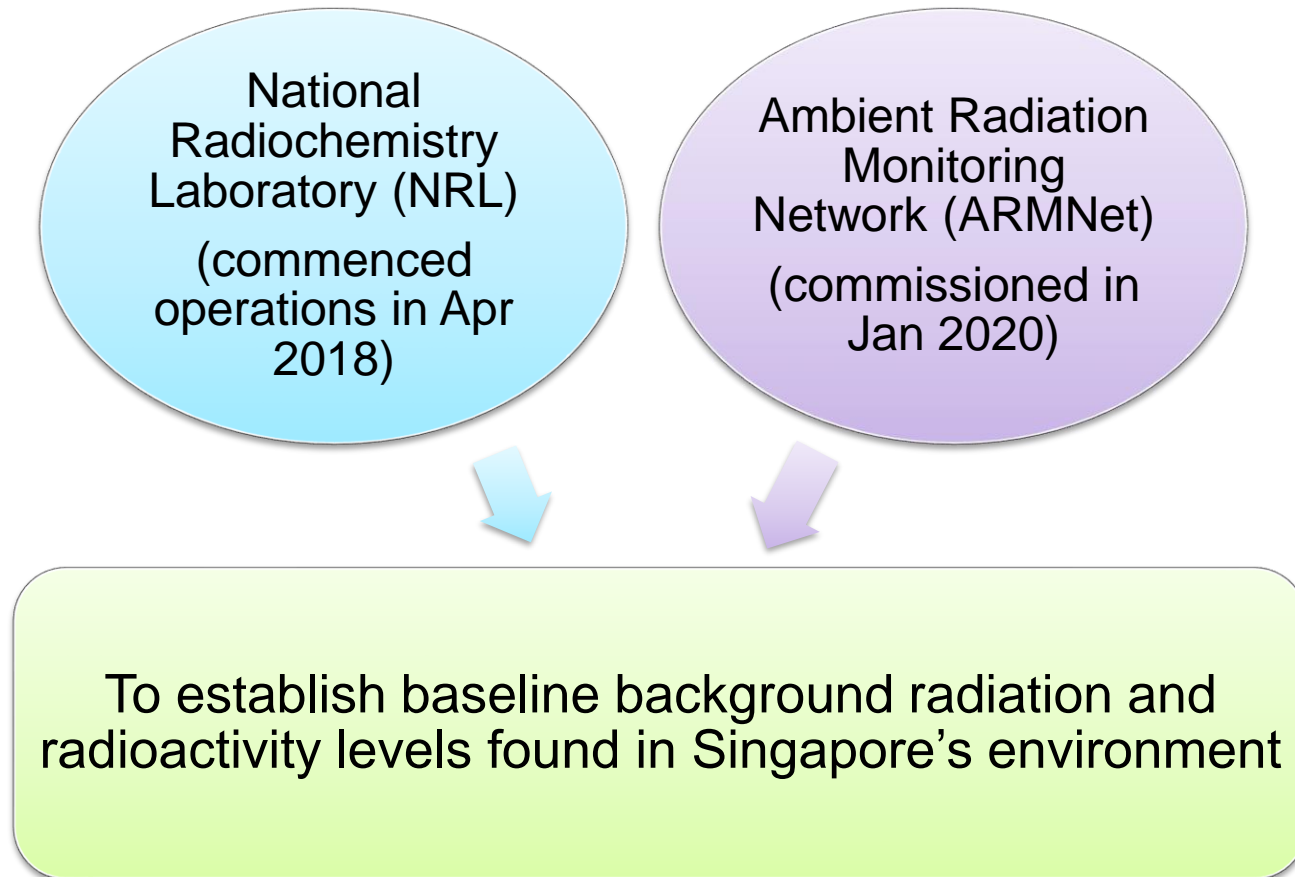 National
Radiochemistry
Laboratory (NRL)
(commenced
operations in Apr
2018)
Ambient Radiation
Monitoring
Network (ARMNet)
(commissioned in
Jan 2020)
To establish baseline background radiation and
radioactivity levels found in Singapore’s environment